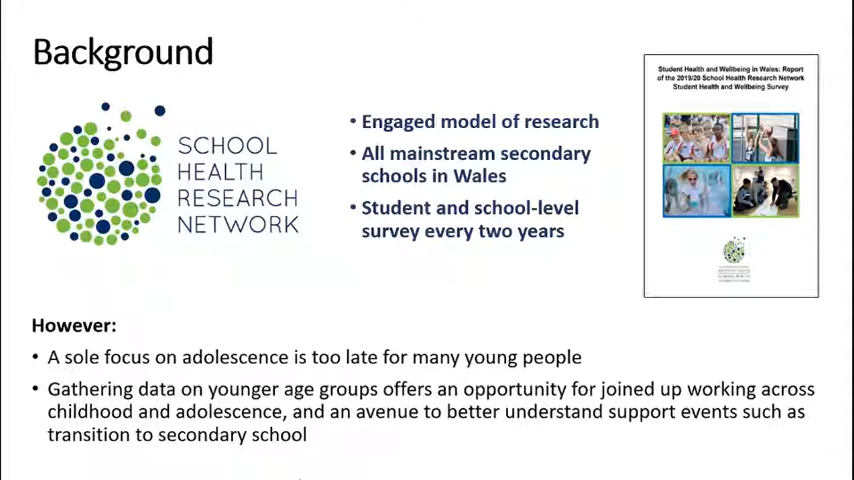 Background
SCHOOL
HEALTH
RESEARCH
NETWORK
• Engaged model of research
• All mainstream secondary
schools in Wales
• Student and school-level
survey every two years
Student Health and Wellbeing in Wales: Report
of the 2019/20 School Health Research Network
Student Health and Wellbeing Survey
However:
• A sole focus on adolescence is too late for many young people
• Gathering data on younger age groups offers an opportunity for joined up working across
childhood and adolescence, and an avenue to better understand support events such as
transition to secondary school